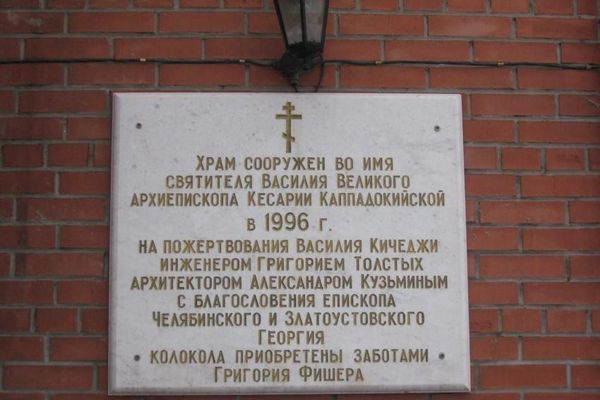 Храм сооружен во имя
святителя Василия Великого
архиепископа Кесарии Каппадокийской
в 1996 г.
на пожертвования Василия Кичеджи
инженером Григорием Толстых
архитектором Александром Кузьминым
с благословения епископа
Челябинского и Златоустовского
Георгия
колокола приобретены заботами
Григория Фишера